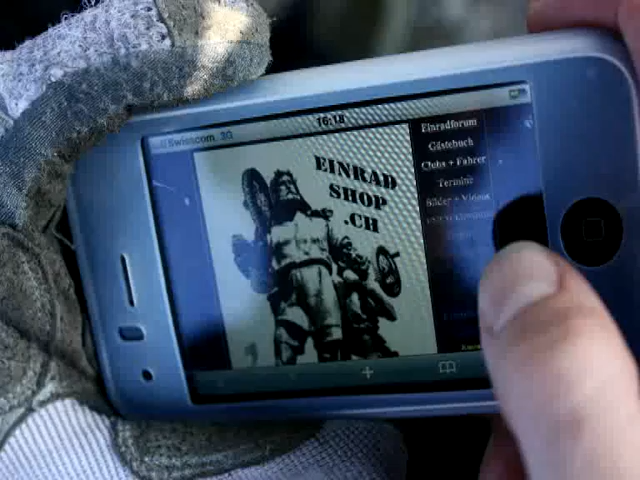 Swisscom 3G
16:18
EINRAD
SHOP
.CH
Einradforum
Gästebuch
Clubs + Fahrer
Termine
Bilder + Videos